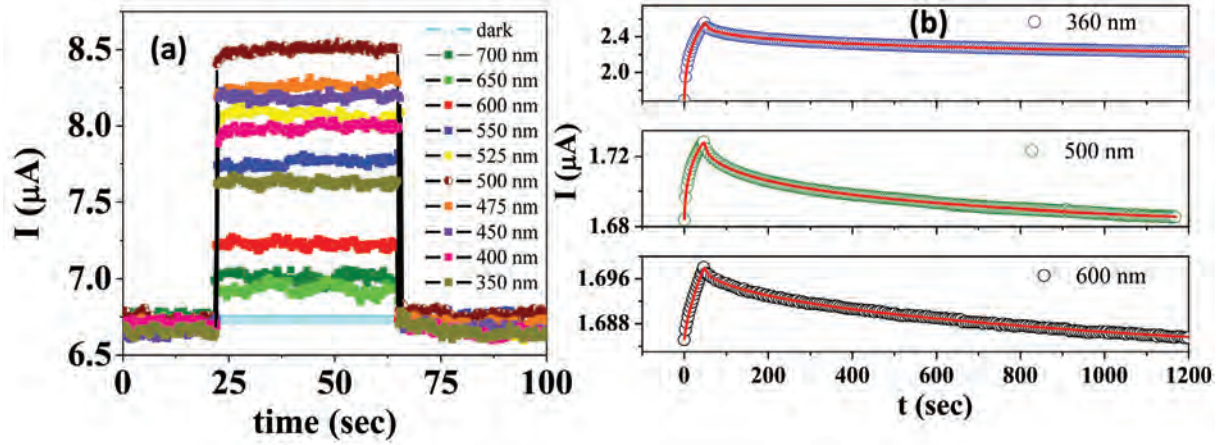 (a)
8.5
8.0
7.5
7.0
6.5
I (μA)
0
25
50
75
100
time (sec)
dark
700 nm
650 nm
600 nm
550 nm
525 nm
500 nm
475 nm
450 nm
400 nm
350 nm
(b)
360 nm
2.4
2.0
500 nm
1.72
1.68
600 nm
1.696
1.688
I (μA)
0
200
400
600
800
1000
1200
t (sec)